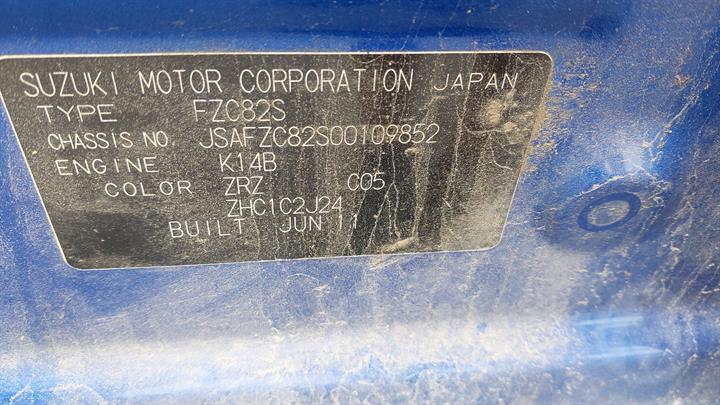 SUZUKI MOTOR CORPORATION JAPAN
TYPE FZC82S
CHASSIS NO. JSAFZC82S00109852
ENGINE K14B
COLOR ZRZ C05
ZHC1C2J24
BUILT JUN 11